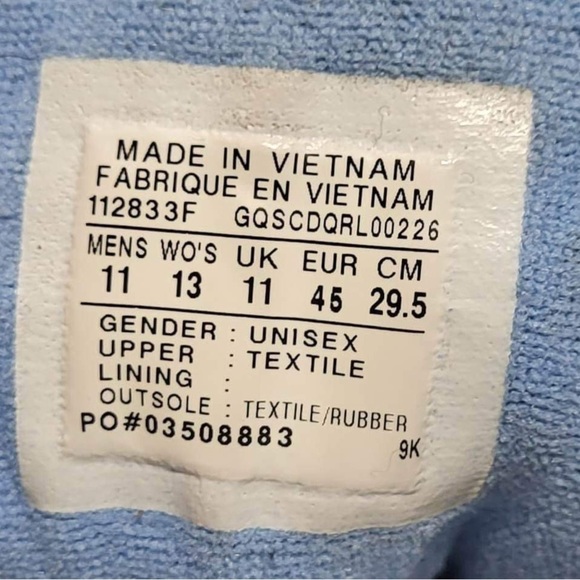 MADE IN VIETNAM
FABRIQUE EN VIETNAM
112833F GQSCDQRL00226
MENS WO'S UK EUR CM
11 13 11 45 29.5
GENDER : UNISEX
UPPER : TEXTILE
LINING :
OUTSOLE : TEXTILE/RUBBER
PO#03508883 9K